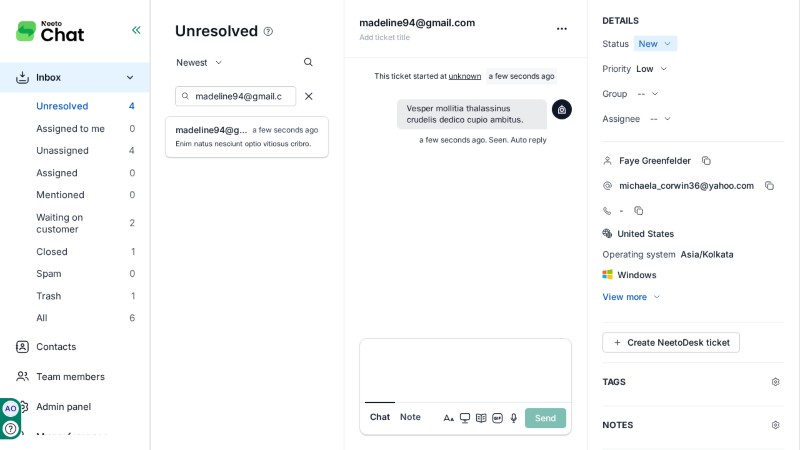 Neeto
Chat
Inbox
Unresolved 4
Assigned to me 0
Unassigned 4
Assigned 0
Mentioned 0
Waiting on
customer 2
Closed 1
Spam 0
Trash 1
All 6
Contacts
Team members
Admin panel
AO
Unresolved
Newest
madeline94@gmail.c
madeline94@g... a few seconds ago
Enim natus nesciunt optio vitiosus cribro.
madeline94@gmail.com
Add ticket title
This ticket started at unknown a few seconds ago
Vesper mollitia thalassinus
crudelis dedico cupio ambitus.
a few seconds ago. Seen. Auto reply
Chat Note
GIF
Send
DETAILS
Status New
Priority Low
Group --
Assignee --
Faye Greenfelder
michaela_corwin36@yahoo.com
-
United States
Operating system Asia/Kolkata
Windows
View more
+ Create NeetoDesk ticket
TAGS
NOTES